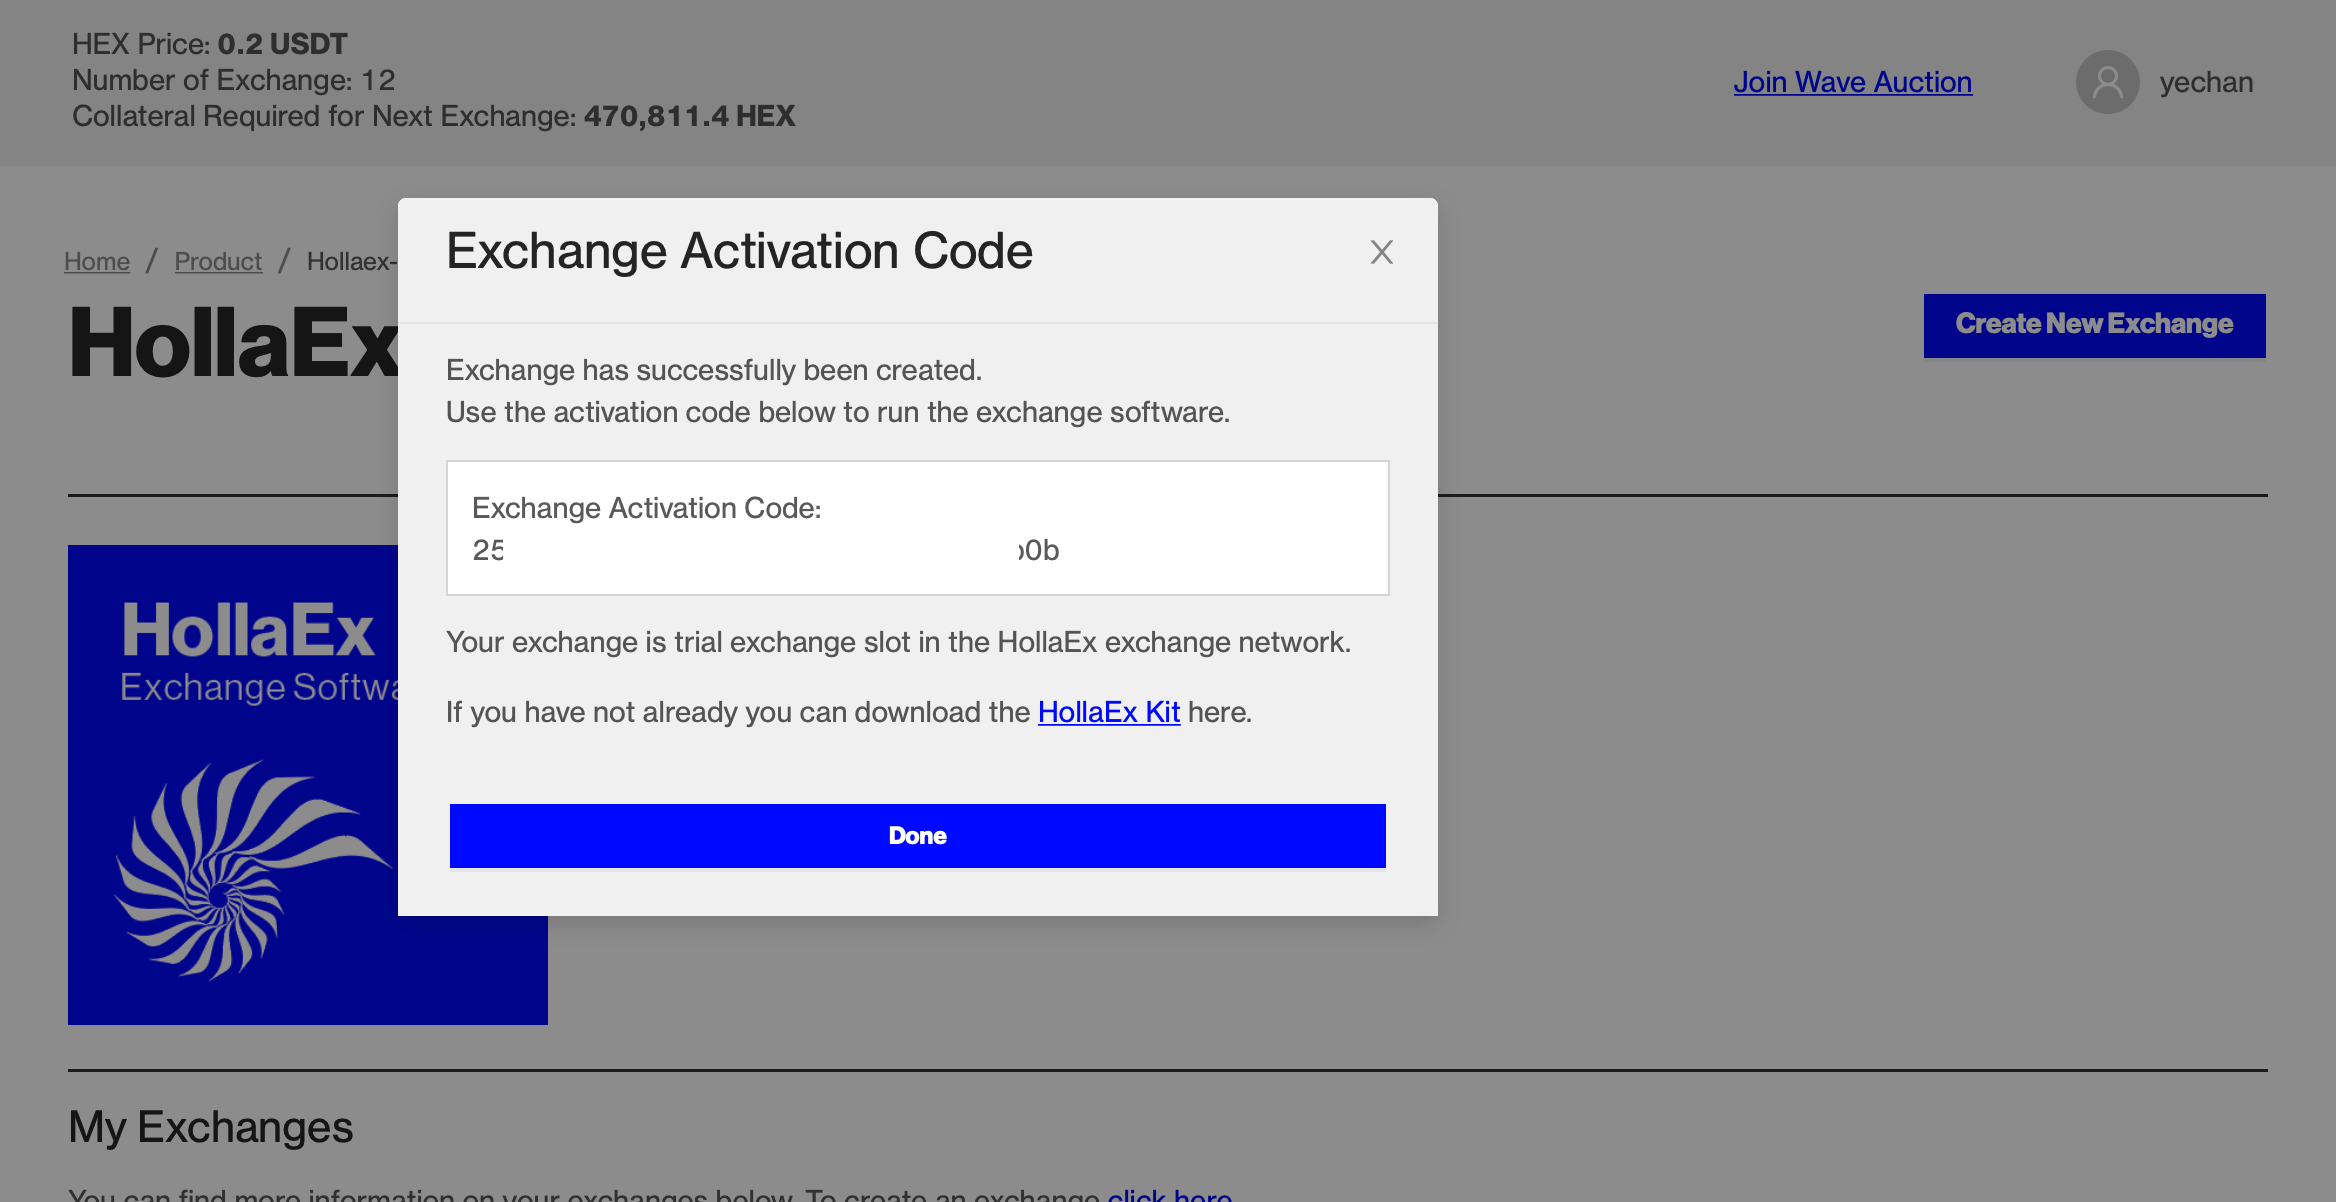 HEX Price: 0.2 USDT
Number of Exchange: 12
Collateral Required for Next Exchange: 470,811.4 HEX
Join Wave Auction
yechan
Home / Product / Hollaex-
HollaEx
Create New Exchange
Exchange Activation Code
X
Exchange has successfully been created.
Use the activation code below to run the exchange software.
Exchange Activation Code:
25
b0b
Your exchange is trial exchange slot in the HollaEx exchange network.
If you have not already you can download the HollaEx Kit here.
Done
HollaEx
Exchange Softwa
My Exchanges
You can find more information on your exchanges below. To create an exchange click here